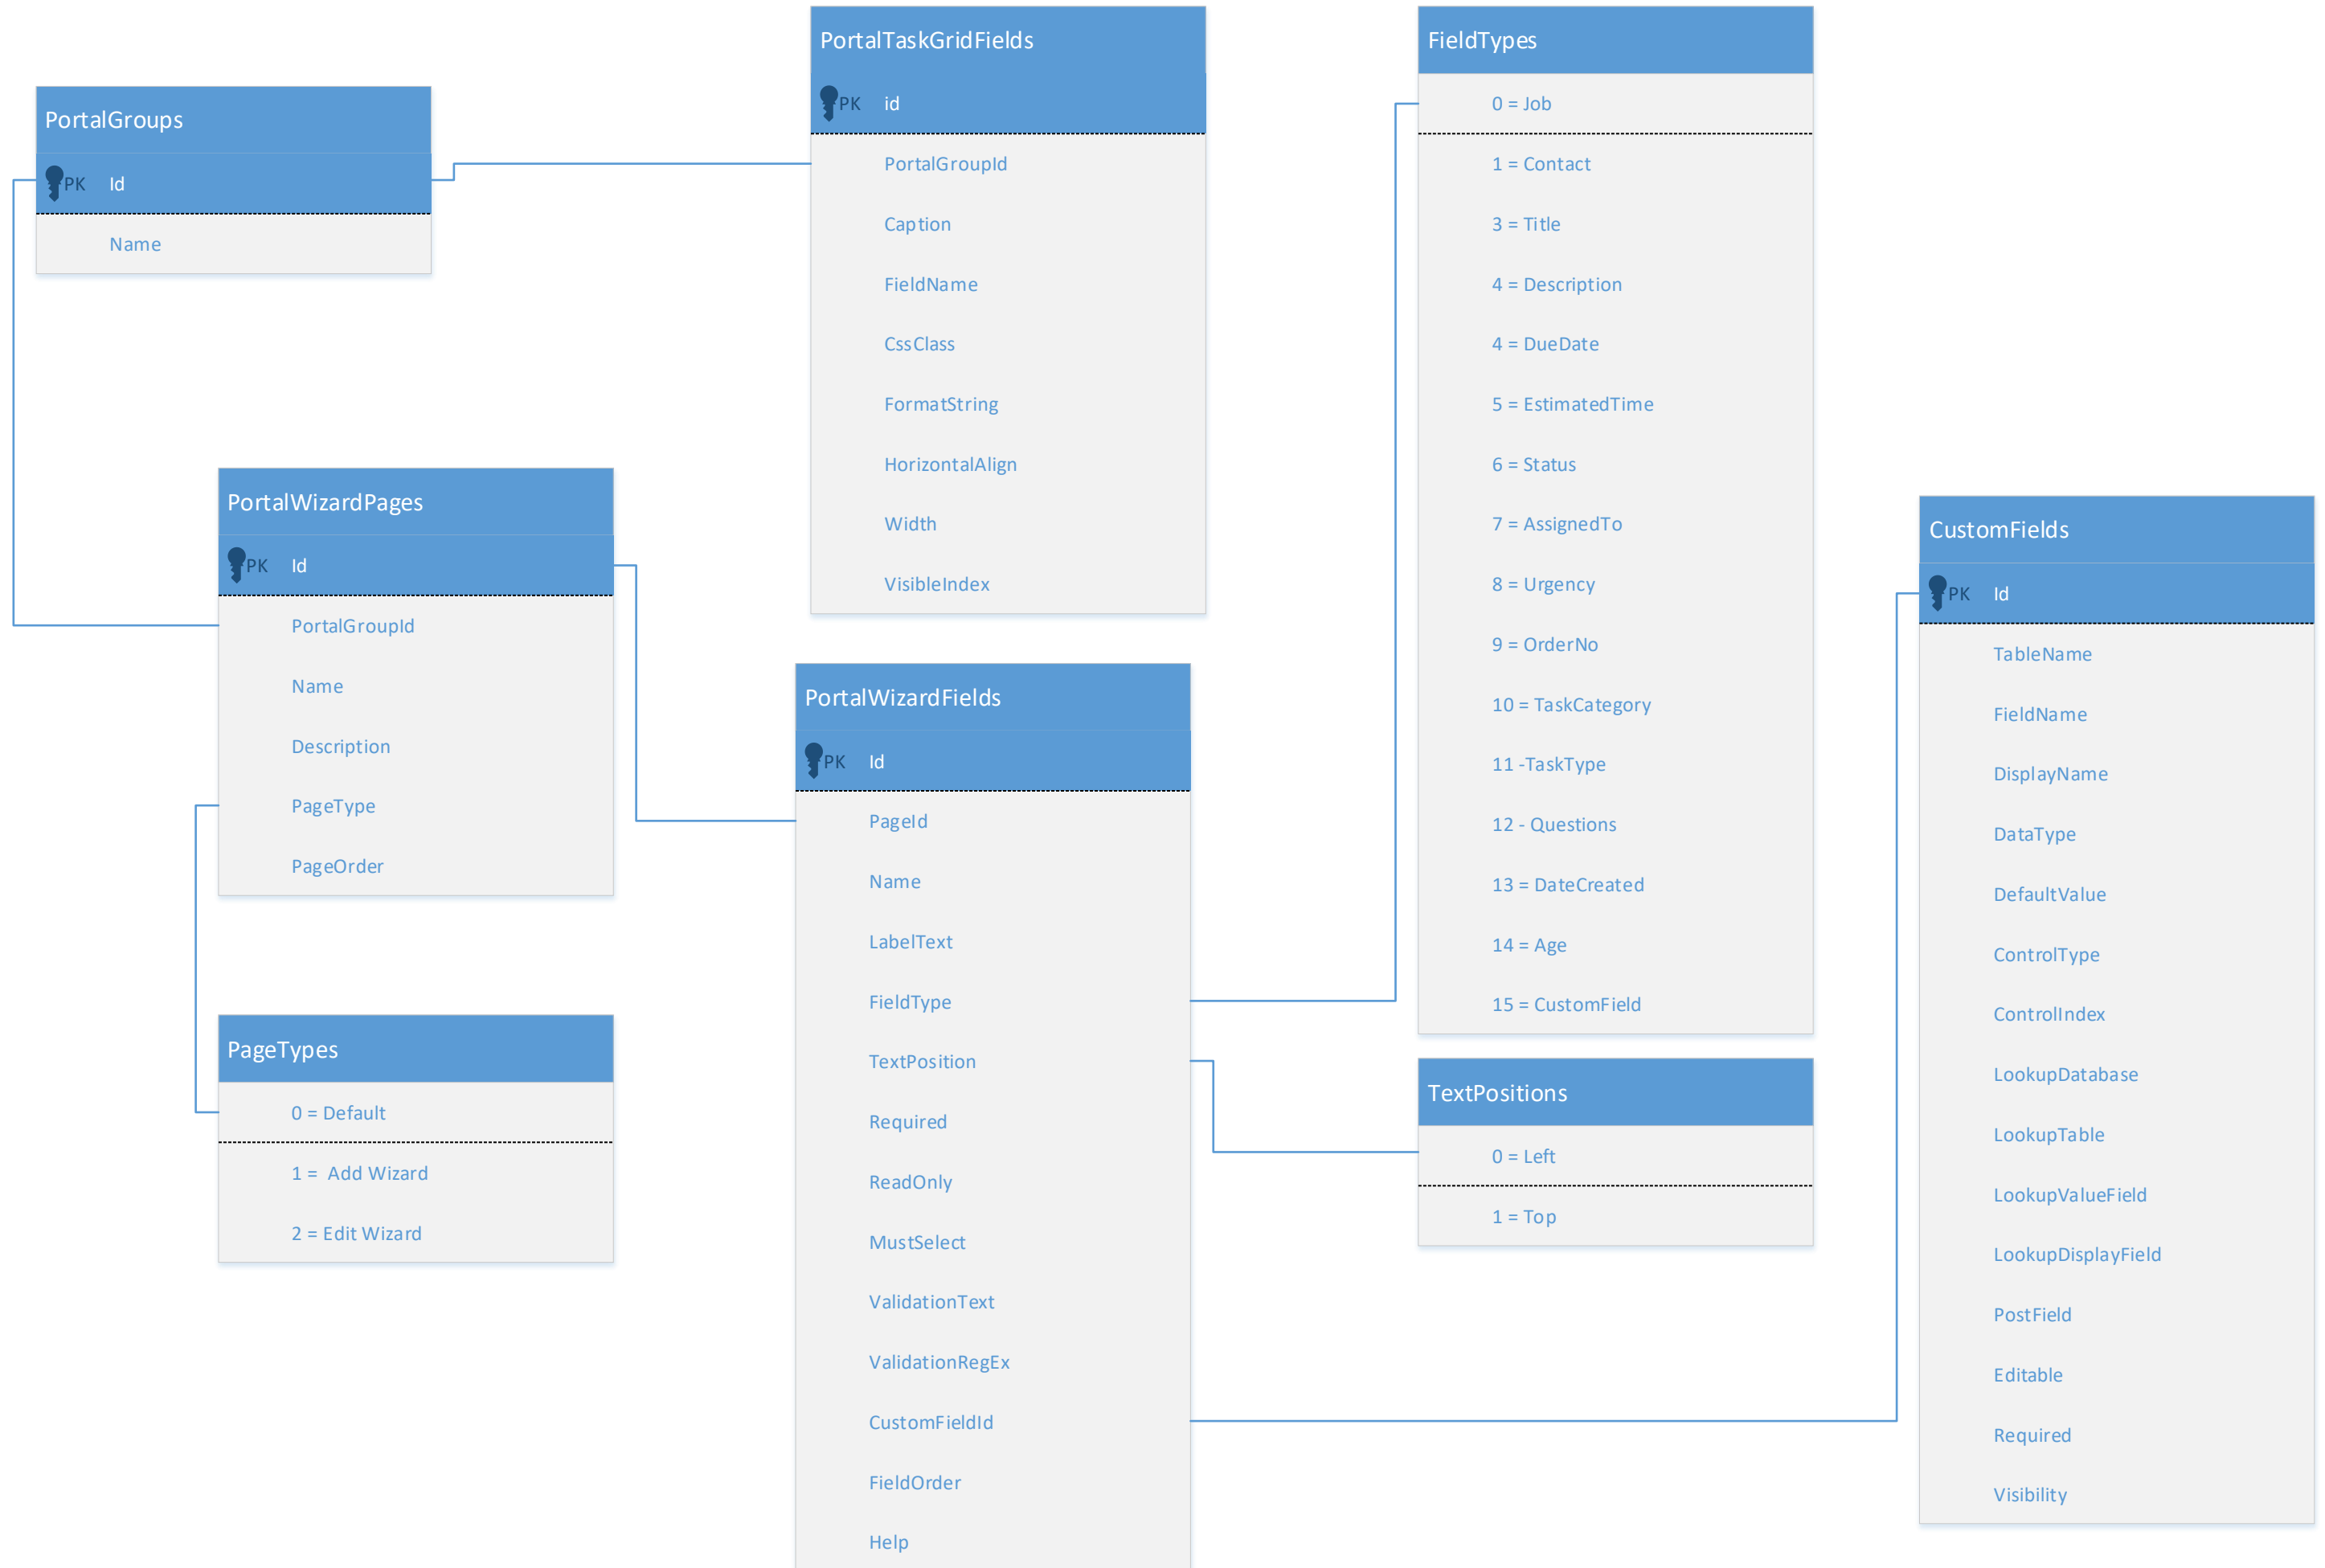 PortalGroups
PK Id
Name
PortalTaskGridFields
PK id
PortalGroupId
Caption
FieldName
CssClass
FormatString
HorizontalAlign
Width
VisibleIndex
FieldTypes
0 = Job
1 = Contact
3 = Title
4 = Description
4 = DueDate
5 = EstimatedTime
6 = Status
7 = AssignedTo
8 = Urgency
9 = OrderNo
10 = TaskCategory
11 -TaskType
12 - Questions
13 = DateCreated
14 = Age
15 = CustomField
PortalWizardPages
PK Id
PortalGroupId
Name
Description
PageType
PageOrder
CustomFields
PK Id
TableName
FieldName
DisplayName
DataType
DefaultValue
ControlType
ControlIndex
LookupDatabase
LookupTable
LookupValueField
LookupDisplayField
PostField
Editable
Required
Visibility
PortalWizardFields
PK Id
PageId
Name
LabelText
FieldType
TextPosition
Required
ReadOnly
MustSelect
ValidationText
ValidationRegEx
CustomFieldId
FieldOrder
Help
PageTypes
0 = Default
1 =  Add Wizard
2 = Edit Wizard
TextPositions
0 = Left
1 = Top